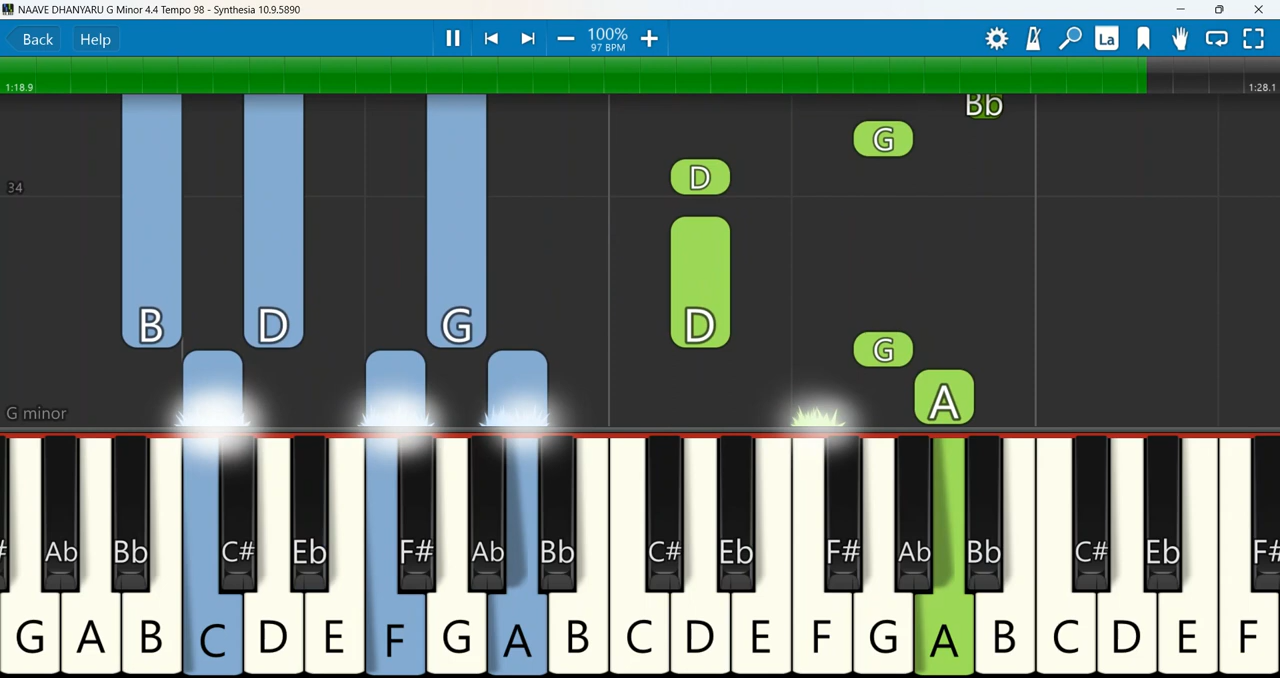 NAAVE DHANYARU G Minor 4.4 Tempo 98 - Synthesia 10.9.5890
Back Help 100% La
97 BPM
1:18.9 1:28.1
Bb
G
D
34
B D G D
G
A
G minor
Ab Bb C# Eb F# Ab Bb C# Eb F# Ab Bb C# Eb F#
G A B C D E F G A B C D E F G A B C D E F